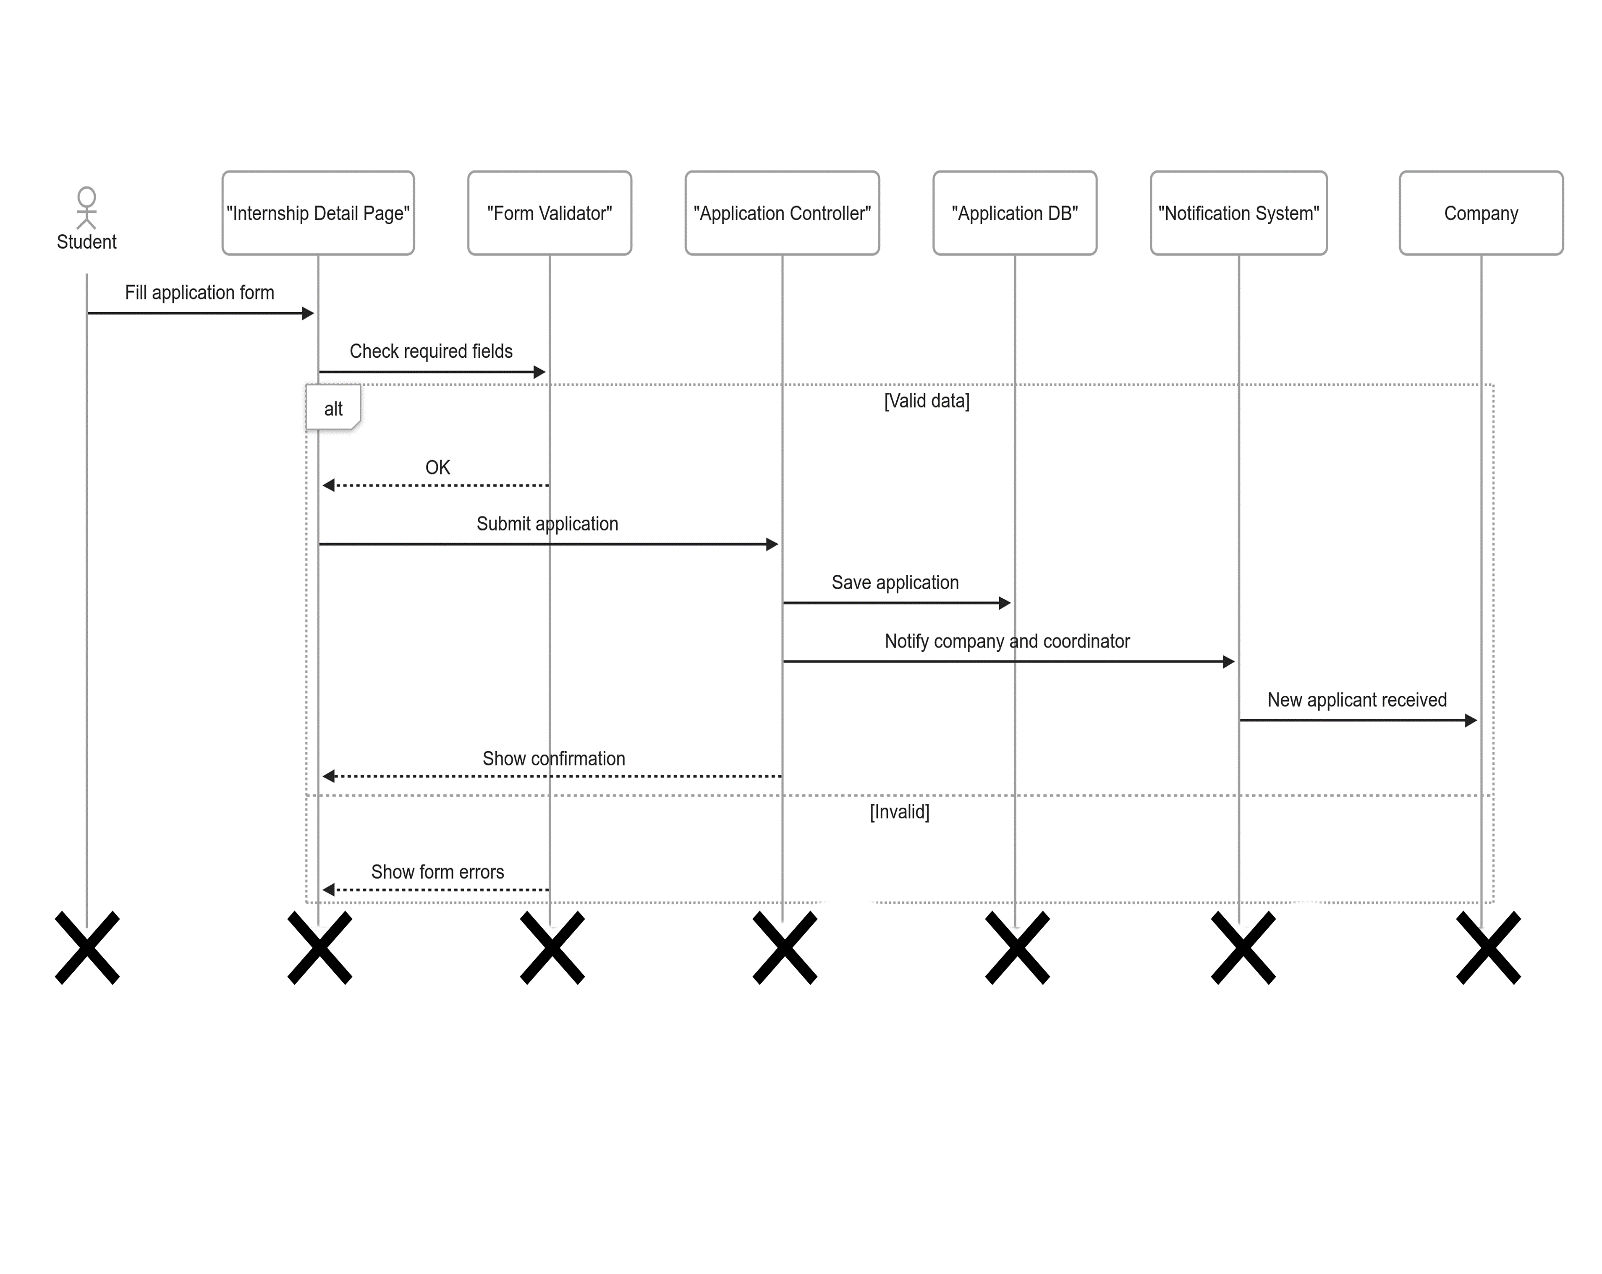 Student
"Internship Detail Page"
"Form Validator"
"Application Controller"
"Application DB"
"Notification System"
Company
Fill application form
Check required fields
alt
[Valid data]
OK
Submit application
Save application
Notify company and coordinator
New applicant received
Show confirmation
[Invalid]
Show form errors